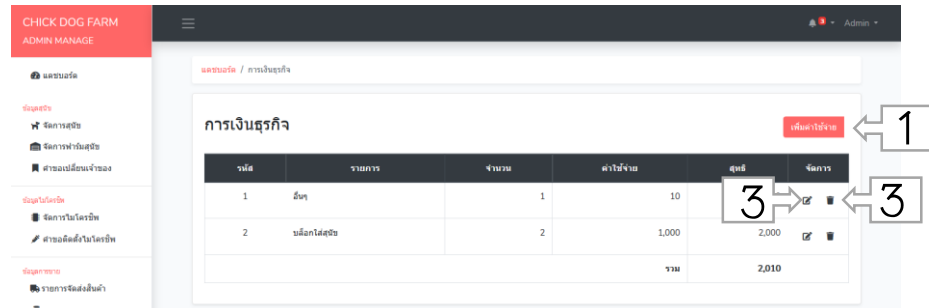 CHICK DOG FARM
ADMIN MANAGE
3
Admin
แดชบอร์ด
แดชบอร์ด / การเงินธุรกิจ
ข้อมูลสุนัข
จัดการสุนัข
จัดการฟาร์มสุนัข
คำขอเปลี่ยนเจ้าของ
ข้อมูลไมโครชิพ
จัดการไมโครชิพ
คำขอติดตั้งไมโครชิพ
ข้อมูลการขาย
รายการจัดส่งสินค้า
การเงินธุรกิจ
เพิ่มค่าใช้จ่าย
1
รหัส รายการ จำนวน ค่าใช้จ่าย สุทธิ จัดการ
1 อื่นๆ 1 10
3
3
2 บล็อกใส่สุนัข 2 1,000 2,000
รวม 2,010